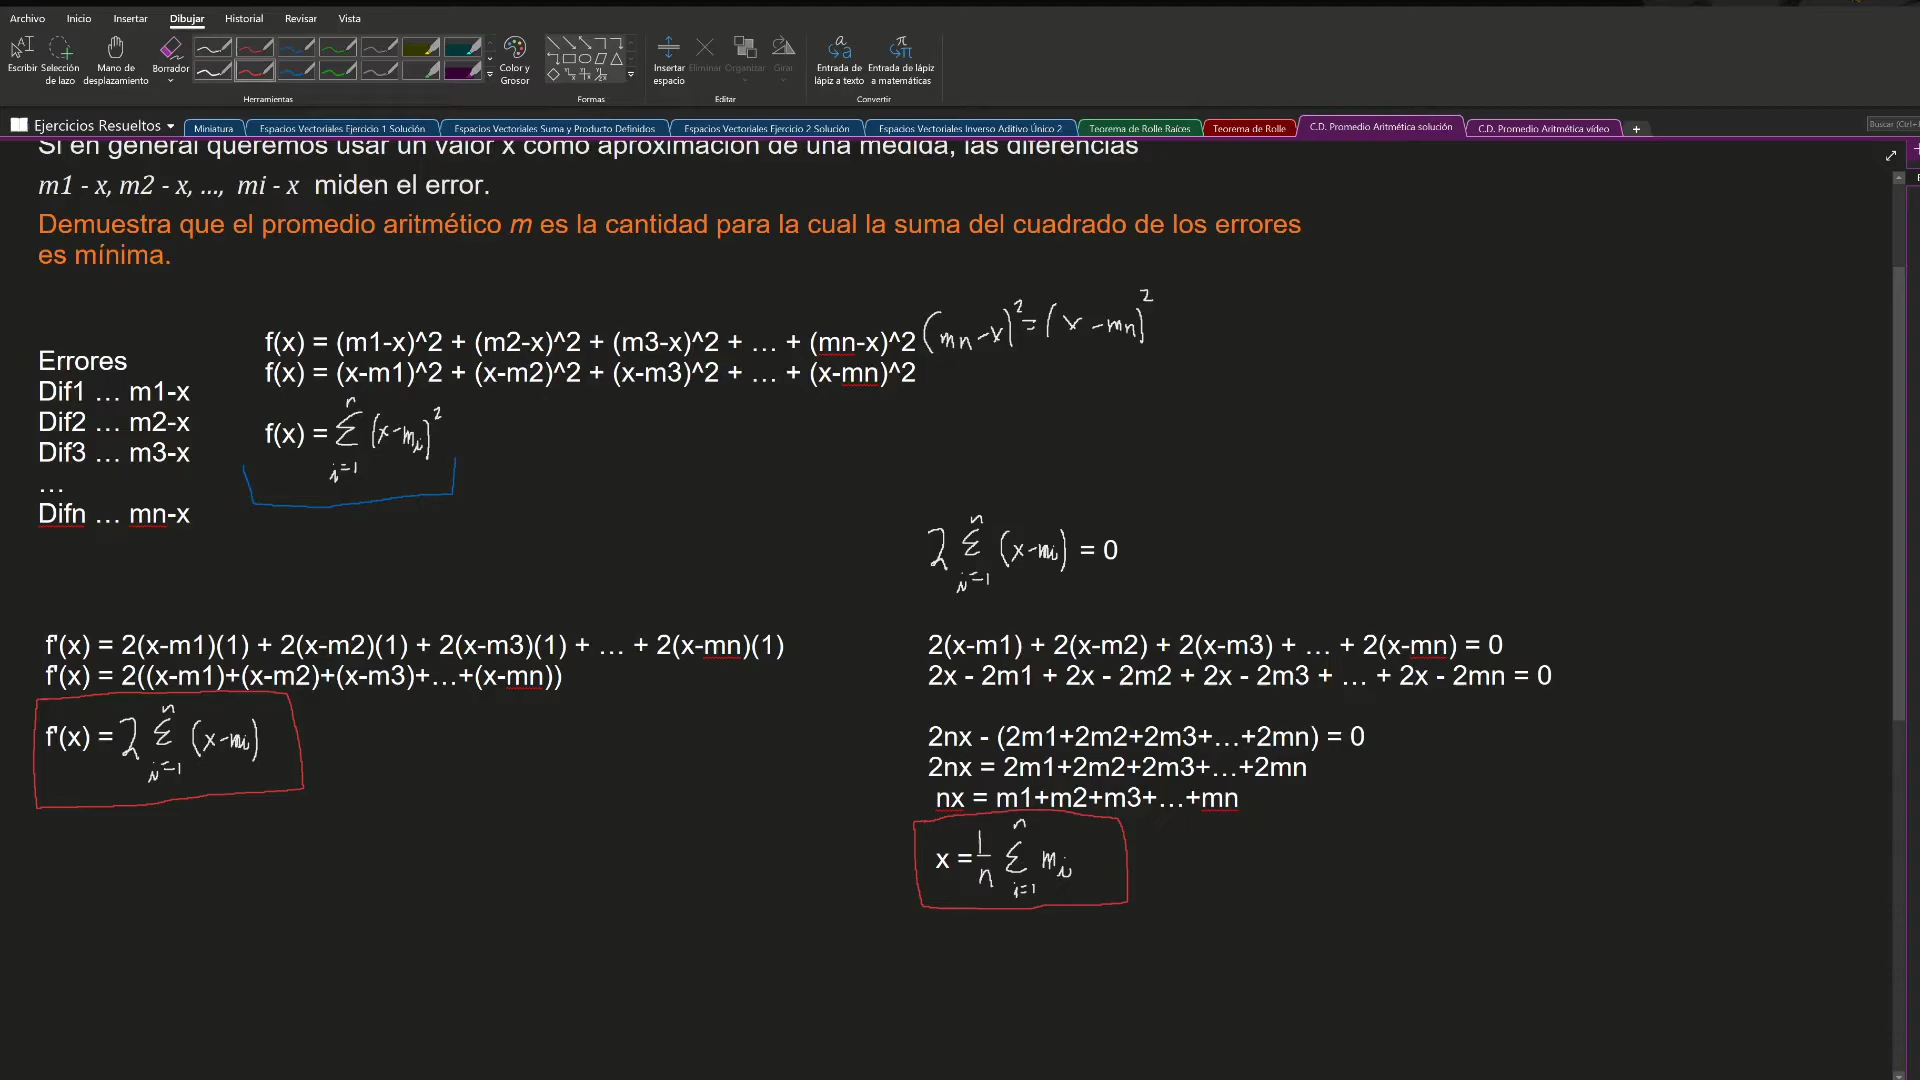 Archivo Inicio Insertar Dibujar Historial Revisar Vista
Escribir Selección de lazo Mano de desplazamiento Borrador Color y Grosor Insertar espacio Eliminar Organizar Girar Entrada de lápiz a texto Entrada de lápiz a matemáticas
Herramientas Formas Editar Convertir
Ejercicios Resueltos Miniatura Espacios Vectoriales Ejercicio 1 Solución Espacios Vectoriales Suma y Producto Definidos Espacios Vectoriales Ejercicio 2 Solución Espacios Vectoriales Inverso Aditivo Único 2 Teorema de Rolle Raíces Teorema de Rolle C.D. Promedio Aritmética solución C.D. Promedio Aritmética vídeo + Buscar (Ctrl+
Si en general queremos usar un valor x como aproximación de una medida, las diferencias
m1 - x, m2 - x, ..., mi - x miden el error.
Demuestra que el promedio aritmético m es la cantidad para la cual la suma del cuadrado de los errores
es mínima.
Errores
Dif1 … m1-x
Dif2 … m2-x
Dif3 … m3-x
…
Difn … mn-x
f(x) = (m1-x)^2 + (m2-x)^2 + (m3-x)^2 + … + (mn-x)^2 (mn-x)² = (x-mn)²
f(x) = (x-m1)^2 + (x-m2)^2 + (x-m3)^2 + … + (x-mn)^2
f(x) = Σ n i=1 (x-mi)²
f'(x) = 2(x-m1)(1) + 2(x-m2)(1) + 2(x-m3)(1) + … + 2(x-mn)(1)
f'(x) = 2((x-m1)+(x-m2)+(x-m3)+…+(x-mn))
f'(x) = 2 Σ n i=1 (x-mi)
2 Σ n i=1 (x-mi) = 0
2(x-m1) + 2(x-m2) + 2(x-m3) + … + 2(x-mn) = 0
2x - 2m1 + 2x - 2m2 + 2x - 2m3 + … + 2x - 2mn = 0
2nx - (2m1+2m2+2m3+…+2mn) = 0
2nx = 2m1+2m2+2m3+…+2mn
nx = m1+m2+m3+…+mn
x = 1/n Σ n i=1 mi